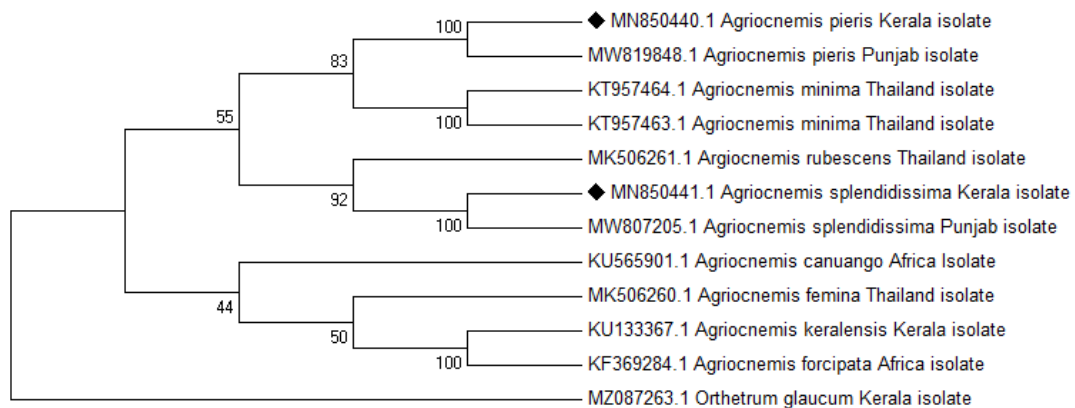 100
◆ MN850440.1 Agriocnemis pieris Kerala isolate
83
MW819848.1 Agriocnemis pieris Punjab isolate
KT957464.1 Agriocnemis minima Thailand isolate
55
100
KT957463.1 Agriocnemis minima Thailand isolate
MK506261.1 Argiocnemis rubescens Thailand isolate
92
◆ MN850441.1 Agriocnemis splendidissima Kerala isolate
100
MW807205.1 Agriocnemis splendidissima Punjab isolate
KU565901.1 Agriocnemis canuango Africa Isolate
44
MK506260.1 Agriocnemis femina Thailand isolate
50
KU133367.1 Agriocnemis keralensis Kerala isolate
100
KF369284.1 Agriocnemis forcipata Africa isolate
MZ087263.1 Orthetrum glaucum Kerala isolate